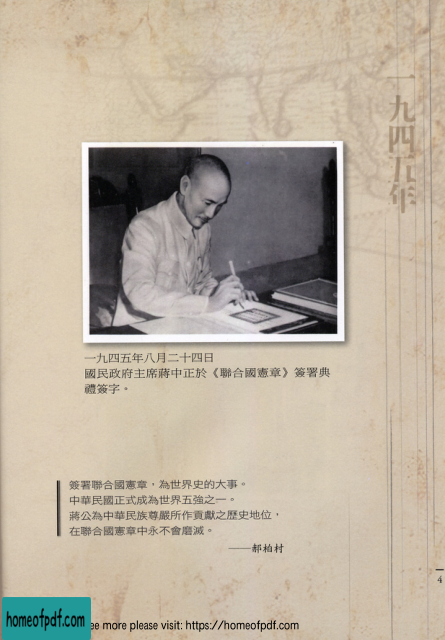 一九四五年
一九四五年八月二十四日
國民政府主席蔣中正於《聯合國憲章》簽署典
禮簽字。
簽署聯合國憲章，為世界史的大事。
中華民國正式成為世界五強之一。
蔣公為中華民族尊嚴所作貢獻之歷史地位，
在聯合國憲章中永不會磨滅。
——郝柏村
4
homeofpdf.com
ee more please visit: https://homeofpdf.com